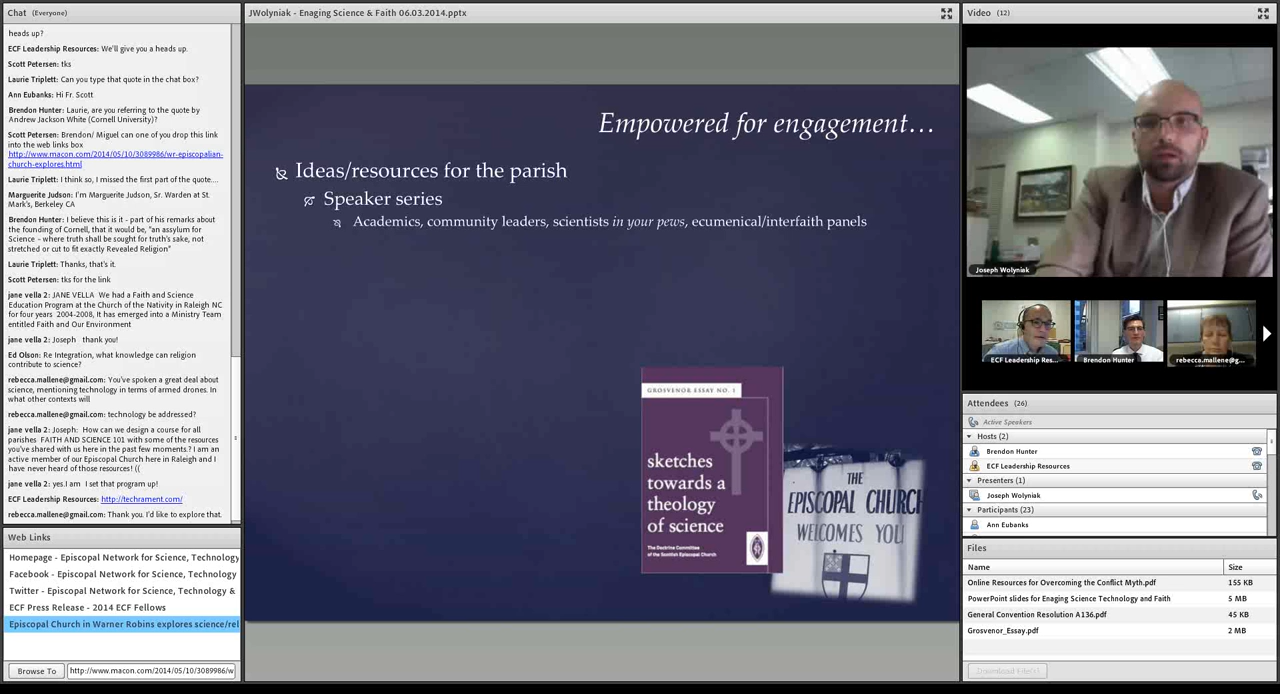 Chat (Everyone)
heads up?
ECF Leadership Resources: We'll give you a heads up.
Scott Petersen: tks
Laurie Triplett: Can you type that quote in the chat box?
Ann Eubanks: Hi Fr. Scott
Brendon Hunter: Laurie, are you referring to the quote by
Andrew Jackson White (Cornell University)?
Scott Petersen: Brendon/ Miguel can one of you drop this link
into the web links box
http://www.macon.com/2014/05/10/3089986/wr-episcopalian-
church-explores.html
Laurie Triplett: I think so, I missed the first part of the quote....
Marguerite Judson: I'm Marguerite Judson, Sr. Warden at St.
Mark's, Berkeley CA
Brendon Hunter: I believe this is it - part of his remarks about
the founding of Cornell, that it would be, "an assylum for
Science – where truth shall be sought for truth's sake, not
stretched or cut to fit exactly Revealed Religion"
Laurie Triplett: Thanks, that's it.
Scott Petersen: tks for the link
jane vella 2: JANE VELLA We had a Faith and Science
Education Program at the Church of the Nativity in Raleigh NC
for four years 2004-2008, It has emerged into a Ministry Team
entitled Faith and Our Environment
jane vella 2: Joseph thank you!
Ed Olson: Re Integration, what knowledge can religion
contribute to science?
rebecca.mallene@gmail.com: You've spoken a great deal about
science, mentioning technology in terms of armed drones. In
what other contexts will
rebecca.mallene@gmail.com: technology be addressed?
jane vella 2: Joseph: How can we design a course for all
parishes FAITH AND SCIENCE 101 with some of the resources
you've shared with us here in the past few moments.? I am an
active member of our Episcopal Church here in Raleigh and I
have never heard of those resources! ((
jane vella 2: yes.I am I set that program up!
ECF Leadership Resources: http://techrament.com/
rebecca.mallene@gmail.com: Thank you. I'd like to explore that.
Web Links
Homepage - Episcopal Network for Science, Technology
Facebook - Episcopal Network for Science, Technology
Twitter - Episcopal Network for Science, Technology &
ECF Press Release - 2014 ECF Fellows
Episcopal Church in Warner Robins explores science/rel
Browse To http://www.macon.com/2014/05/10/3089986/w
JWolyniak - Enaging Science & Faith 06.03.2014.pptx
Empowered for engagement…
Ideas/resources for the parish
Speaker series
Academics, community leaders, scientists in your pews, ecumenical/interfaith panels
GROSVENOR ESSAY NO. 1
sketches
towards a
theology
of science
The Doctrine Committee
of the Scottish Episcopal Church
THE
EPISCOPAL CHURCH
WELCOMES YOU
Video (12)
Joseph Wolyniak
ECF Leadership Res...
Brendon Hunter
rebecca.mallene@g...
Attendees (26)
Active Speakers
Hosts (2)
Brendon Hunter
ECF Leadership Resources
Presenters (1)
Joseph Wolyniak
Participants (23)
Ann Eubanks
Files
Name Size
Online Resources for Overcoming the Conflict Myth.pdf 155 KB
PowerPoint slides for Enaging Science Technology and Faith 5 MB
General Convention Resolution A136.pdf 45 KB
Grosvenor_Essay.pdf 2 MB
Download File(s)